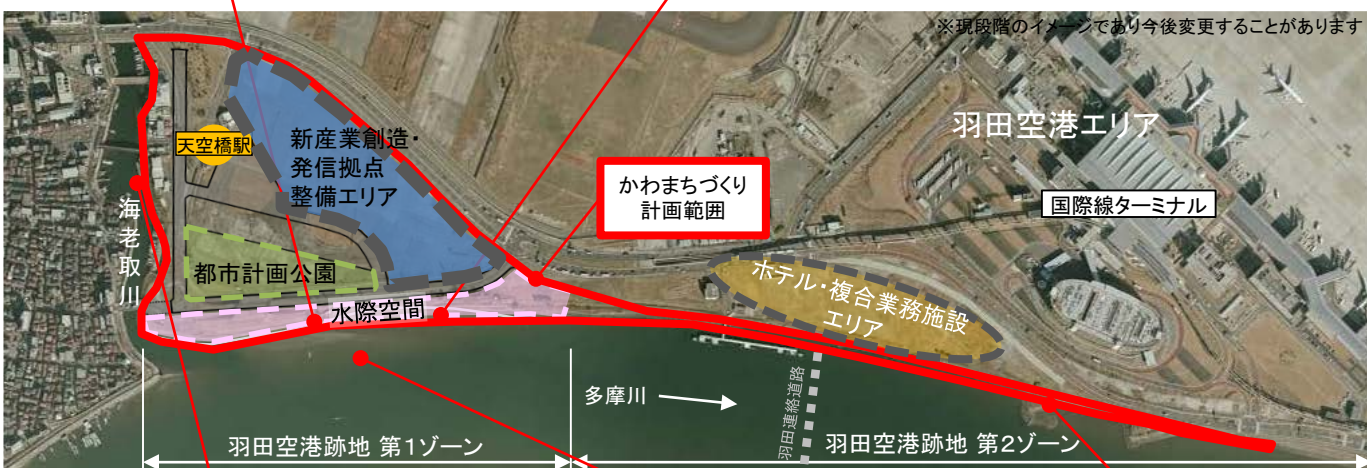 ※現段階のイメージであり今後変更することがあります
羽田空港エリア
天空橋駅
新産業創造・
発信拠点
整備エリア
かわまちづくり
計画範囲
国際線ターミナル
海老取川
都市計画公園
水際空間
ホテル・複合業務施設
エリア
多摩川
羽田連絡道路
羽田空港跡地 第1ゾーン
羽田空港跡地 第2ゾーン